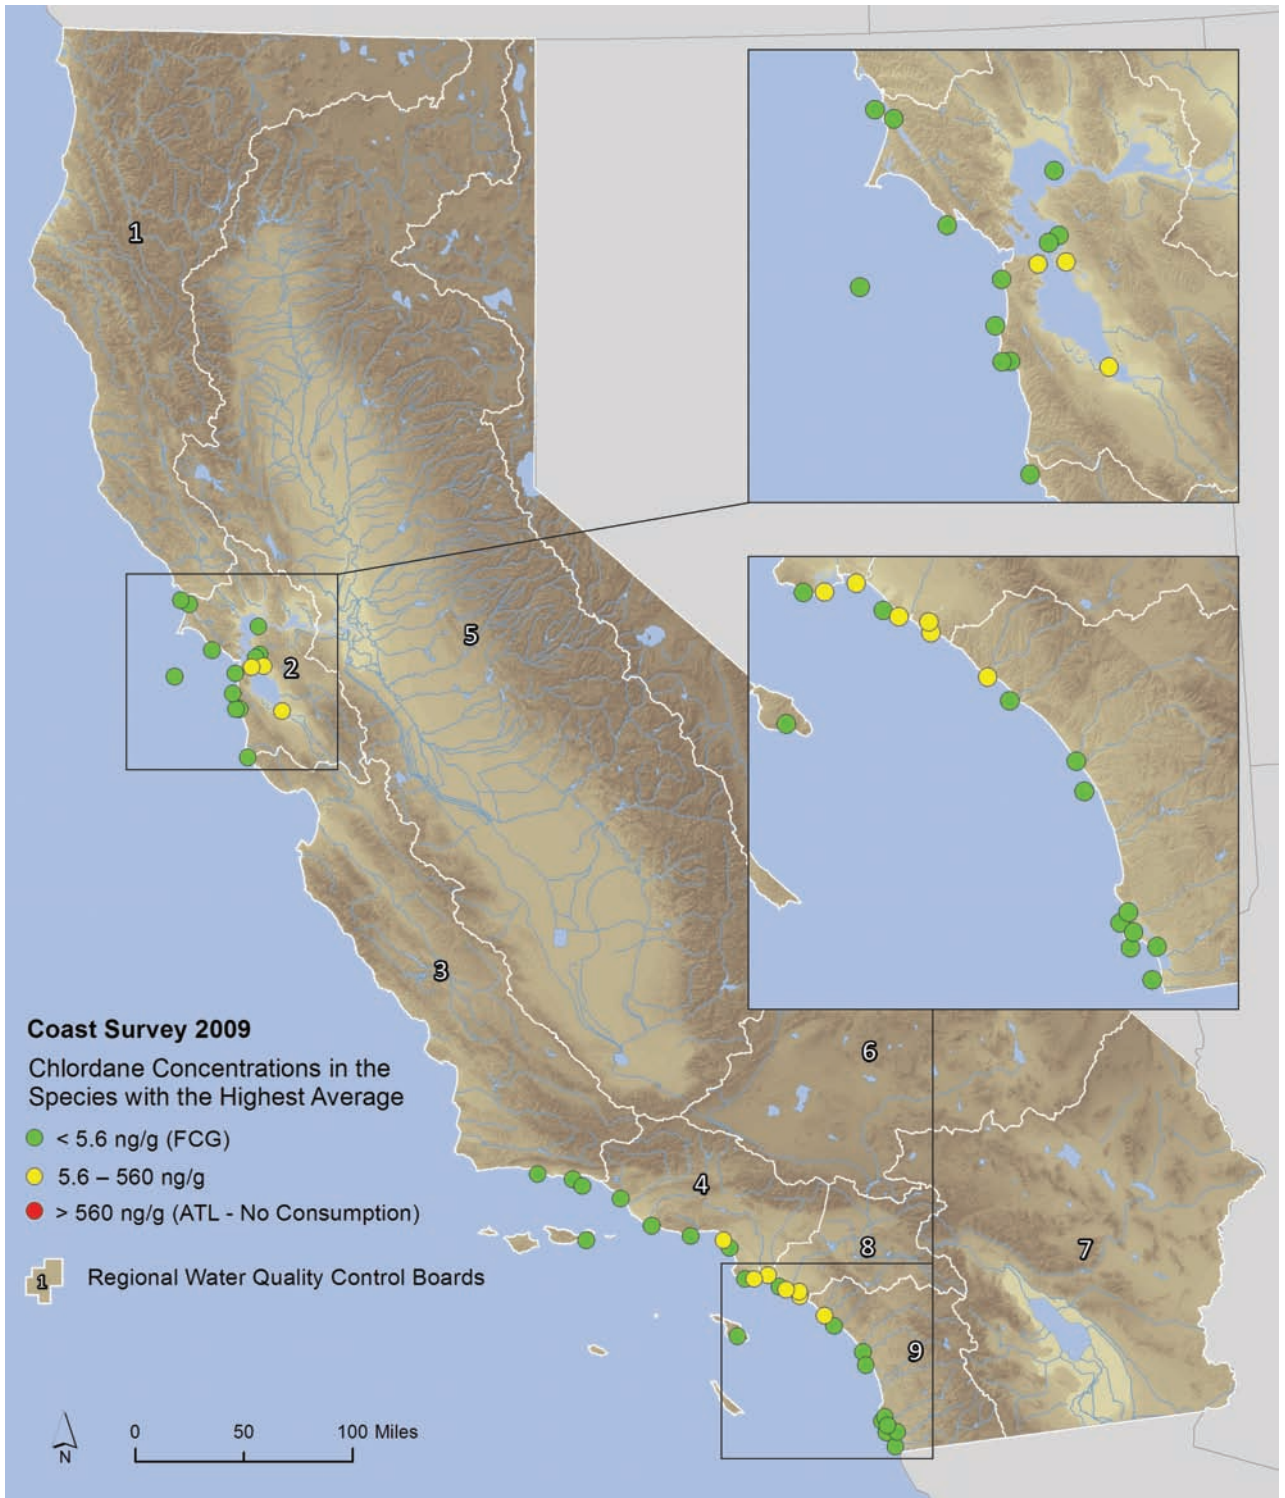 1
2
5
3
6
4
8
7
9
Coast Survey 2009
Chlordane Concentrations in the
Species with the Highest Average
< 5.6 ng/g (FCG)
5.6 – 560 ng/g
> 560 ng/g (ATL - No Consumption)
1 Regional Water Quality Control Boards
N
0 50 100 Miles